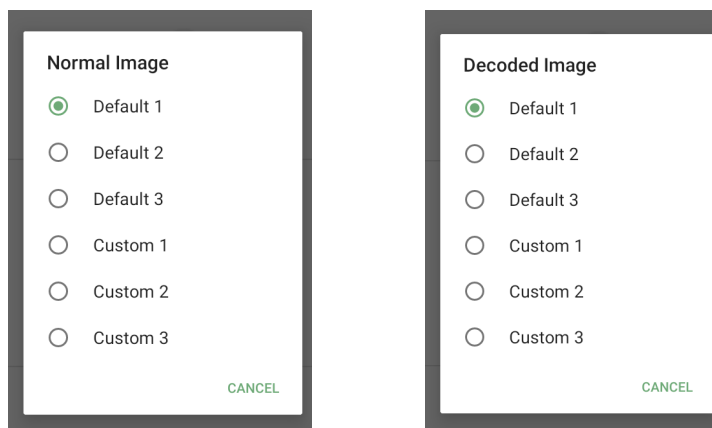 Normal Image
Default 1
Default 2
Default 3
Custom 1
Custom 2
Custom 3
CANCEL
Decoded Image
Default 1
Default 2
Default 3
Custom 1
Custom 2
Custom 3
CANCEL